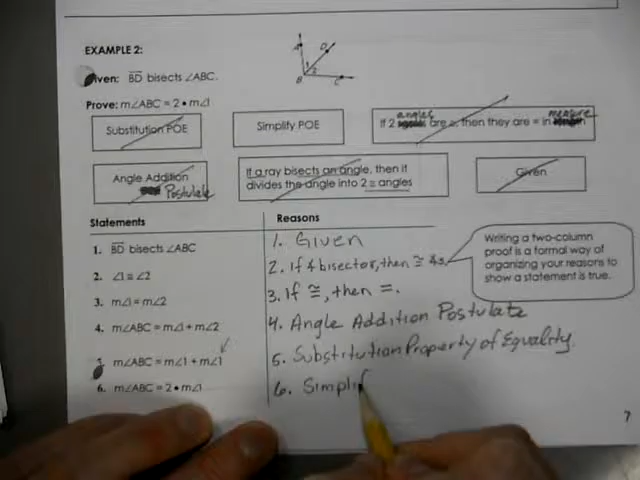 EXAMPLE 2:
A
D
1
2
B
C
Given: BD bisects ∠ABC.
Prove: m∠ABC = 2•m∠1
Substitution POE
Simplify POE
If 2 angles are ≅, then they are = in measure
Angle Addition
Postulate
If a ray bisects an angle, then it
divides the angle into 2 ≅ angles
Given
Statements
Reasons
1. BD bisects ∠ABC
1. Given
2. ∠1 ≅ ∠2
2. If ∠ bisector, then ≅ ∠s.
3. m∠1 = m∠2
3. If ≅, then =.
4. m∠ABC = m∠1 + m∠2
4. Angle Addition Postulate
5. m∠ABC = m∠1 + m∠1
5. Substitution Property of Equality
6. m∠ABC = 2•m∠1
6. Simplif
Writing a two-column
proof is a formal way of
organizing your reasons to
show a statement is true.
7